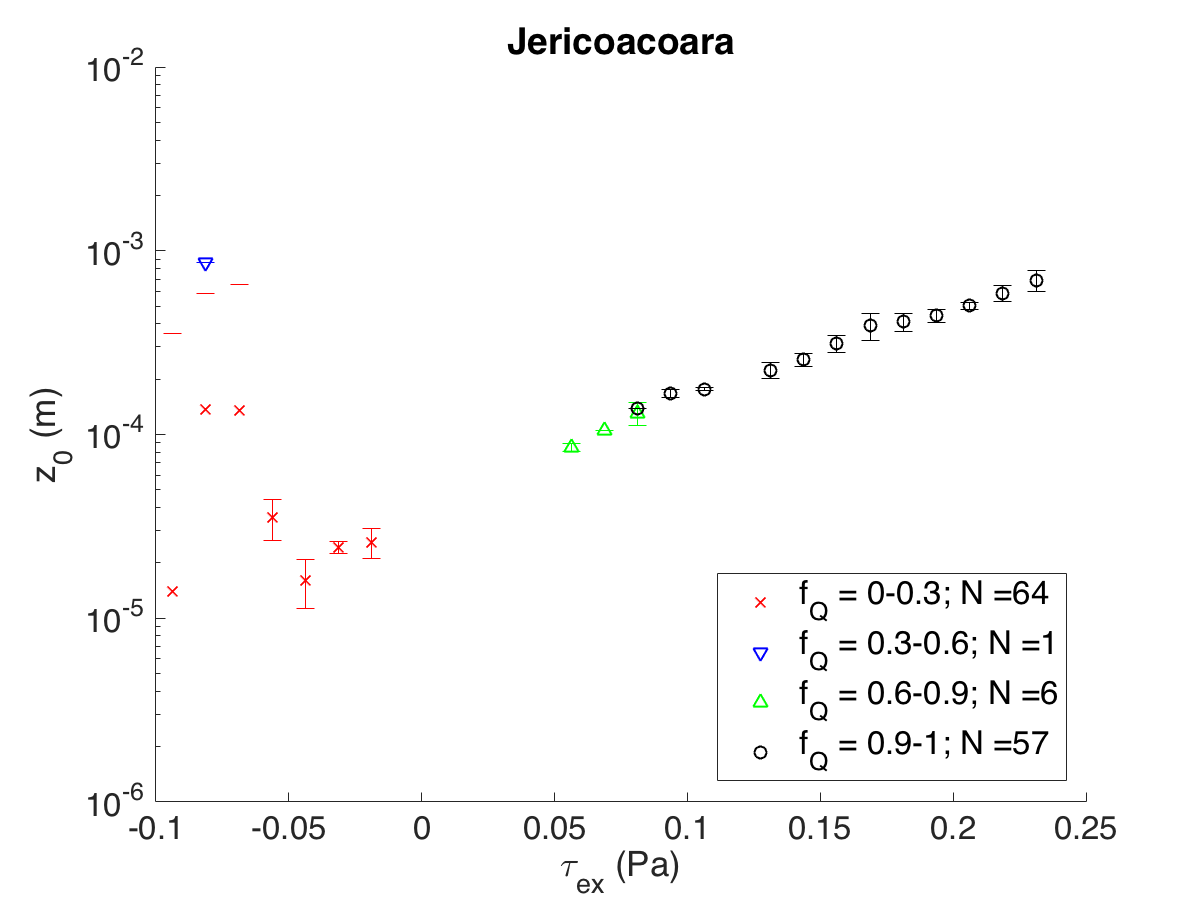 Jericoacoara
10^-2
10^-3
10^-4
10^-5
10^-6
z_0 (m)
-0.1 -0.05 0 0.05 0.1 0.15 0.2 0.25
τ_ex (Pa)
f_Q = 0-0.3; N =64
f_Q = 0.3-0.6; N =1
f_Q = 0.6-0.9; N =6
f_Q = 0.9-1; N =57